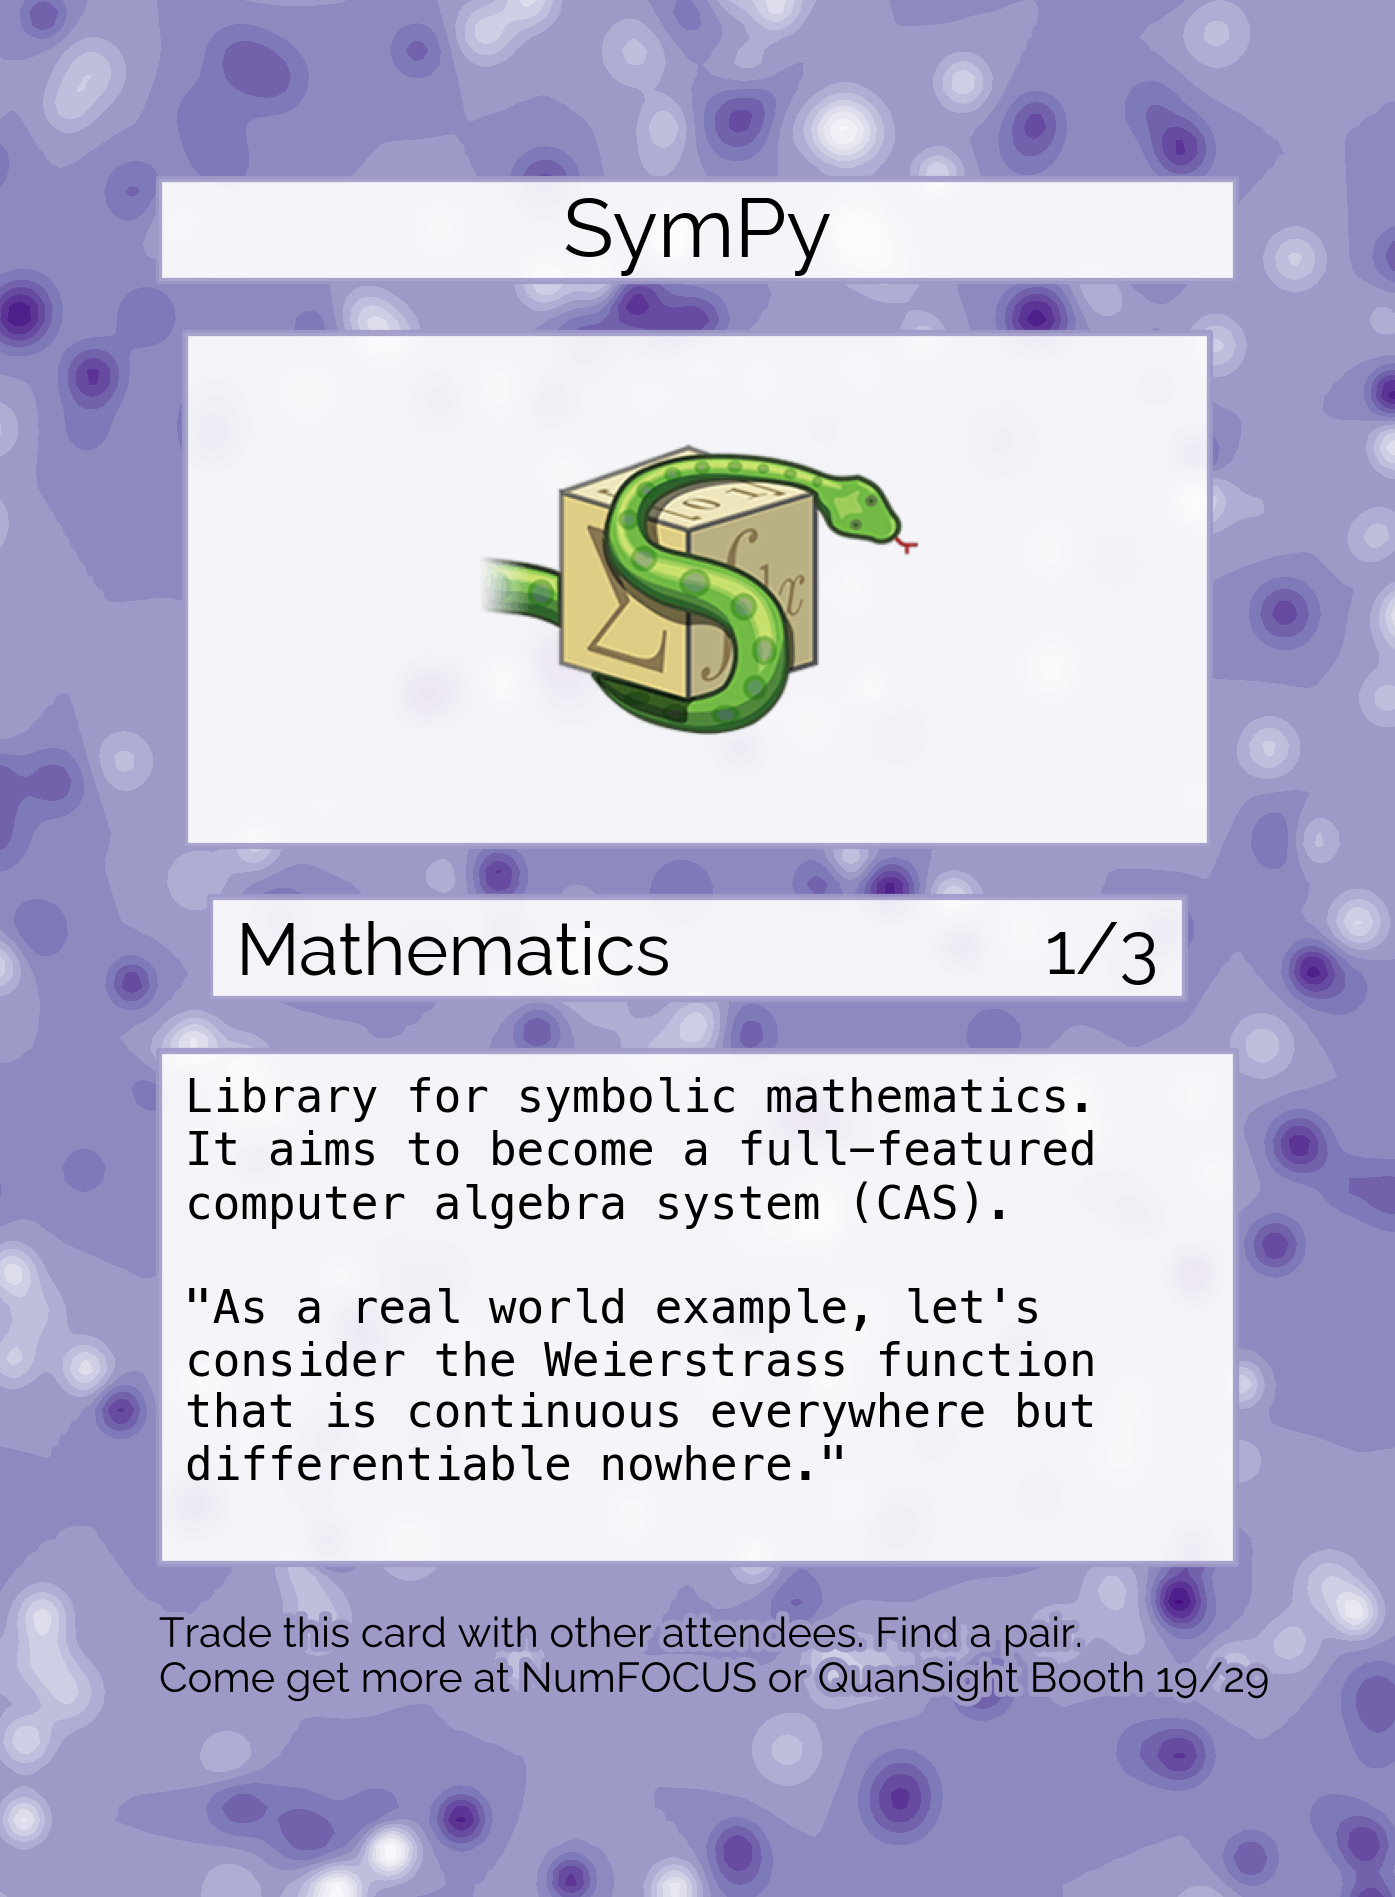 SymPy
Σ
∫
x
Mathematics 1/3
Library for symbolic mathematics.
It aims to become a full-featured
computer algebra system (CAS).
"As a real world example, let's
consider the Weierstrass function
that is continuous everywhere but
differentiable nowhere."
Trade this card with other attendees. Find a pair.
Come get more at NumFOCUS or QuanSight Booth 19/29